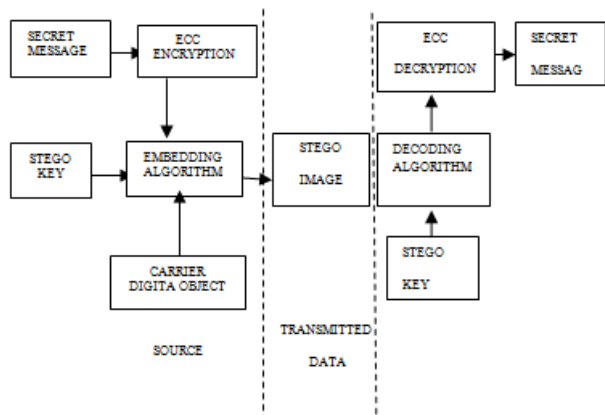 SECRET
MESSAGE
ECC
ENCRYPTION
ECC
DECRYPTION
SECRET
MESSAG
STEGO
KEY
EMBEDDING
ALGORITHM
STEGO
IMAGE
DECODING
ALGORITHM
CARRIER
DIGITA OBJECT
STEGO
KEY
SOURCE
TRANSMITTED
DATA